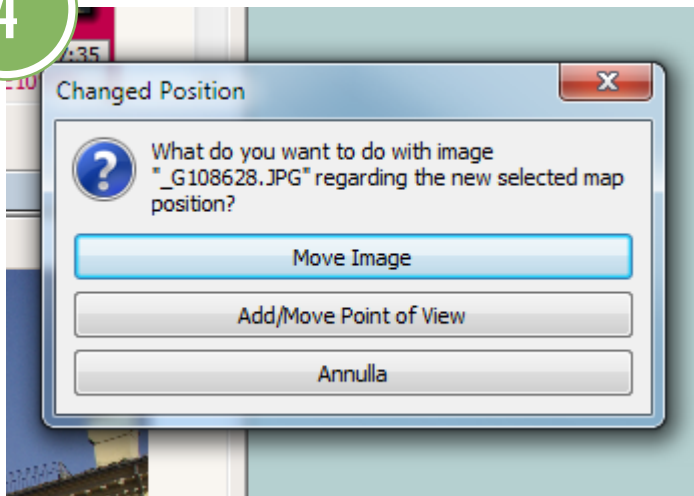 4
:35
Changed Position
What do you want to do with image
"_G108628.JPG" regarding the new selected map
position?
Move Image
Add/Move Point of View
Annulla